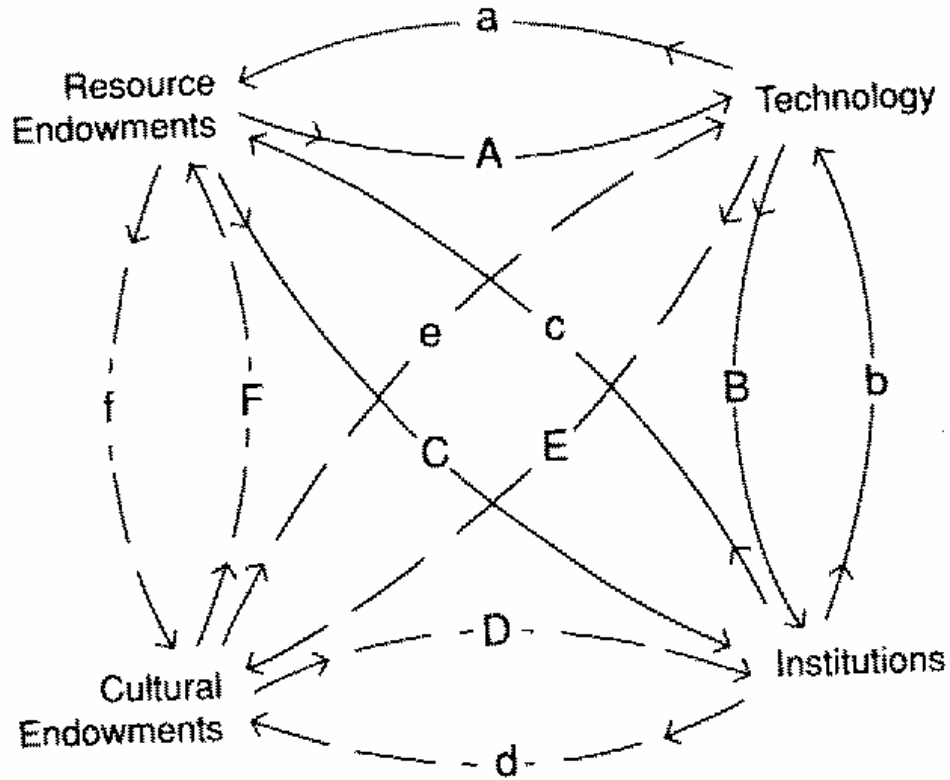 a
Resource
Endowments
Technology
A
e
c
f
F
B
b
C
E
D
Institutions
Cultural
Endowments
d